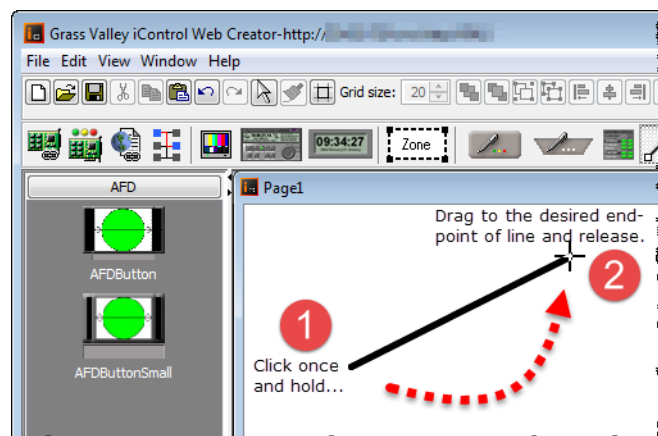 Grass Valley iControl Web Creator-http://
File Edit View Window Help
Grid size: 20
09:34:27
Zone
AFD
Page1
AFDButton
AFDButtonSmall
Drag to the desired end-
point of line and release.
2
1
Click once
and hold...